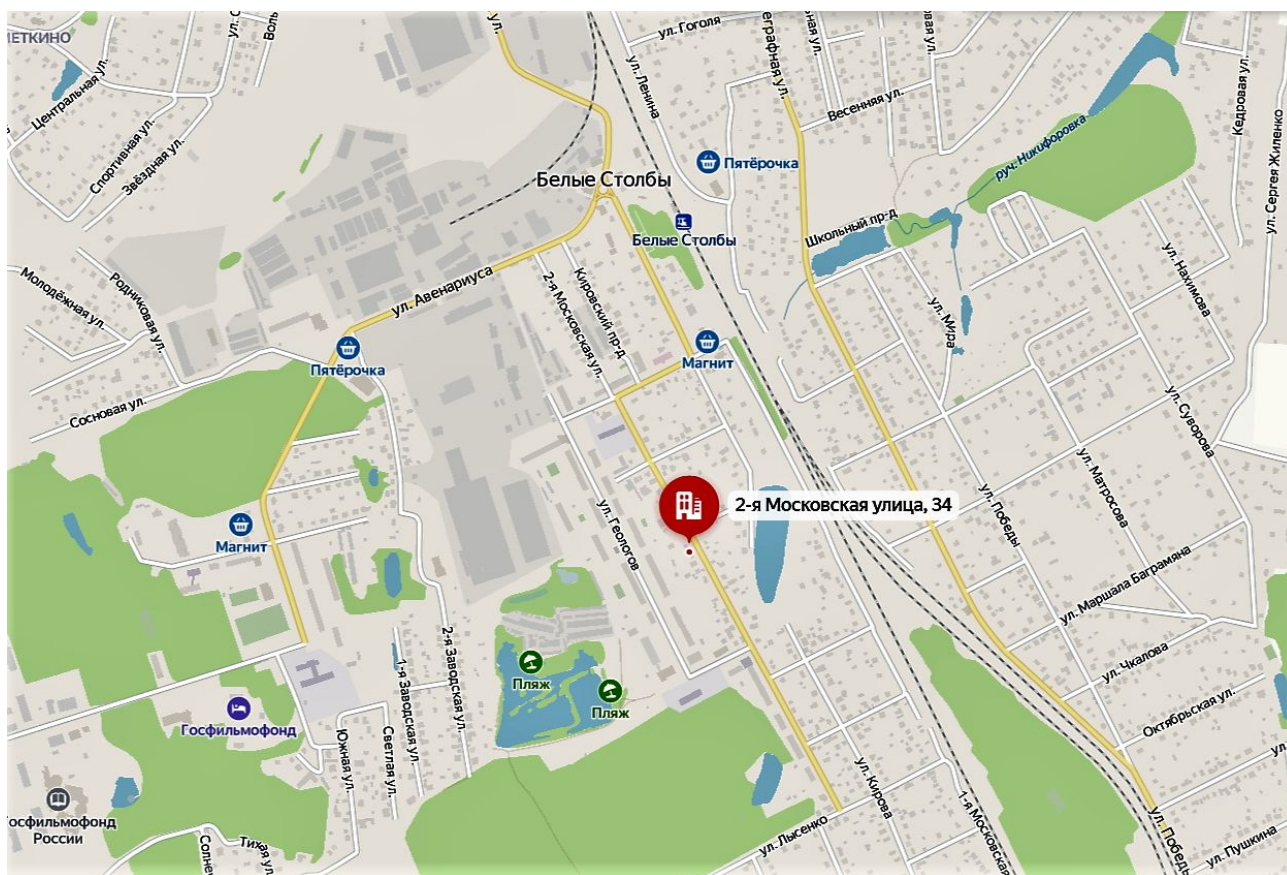 ул. Гоголя
Весенняя ул.
ул. Ленина
Центральная ул.
Спортивная ул.
Звёздная ул.
Кедровая ул.
ул. Сергея Жиленко
руч. Никифоровка
Пятёрочка
Белые Столбы
Белые Столбы
Школьный пр-д
ул. Нахимова
Молодёжная ул.
Родниковая ул.
ул. Авенариуса
2-я Московская ул.
Кировский пр-д
ул. Мира
Пятёрочка
Магнит
Сосновая ул.
ул. Суворова
ул. Матросова
ул. Победы
2-я Московская улица, 34
ул. Геологов
Магнит
ул. Маршала Баграмяна
2-я Заводская ул.
1-я Заводская ул.
ул. Чкалова
Пляж
Пляж
Госфильмофонд
Октябрьская ул.
Южная ул.
Светлая ул.
ул. Кирова
1-я Московская
осфильмофонд
России
Тихая ул.
Солне
ул. Лысенко
ул. Победы
ул. Пушкина